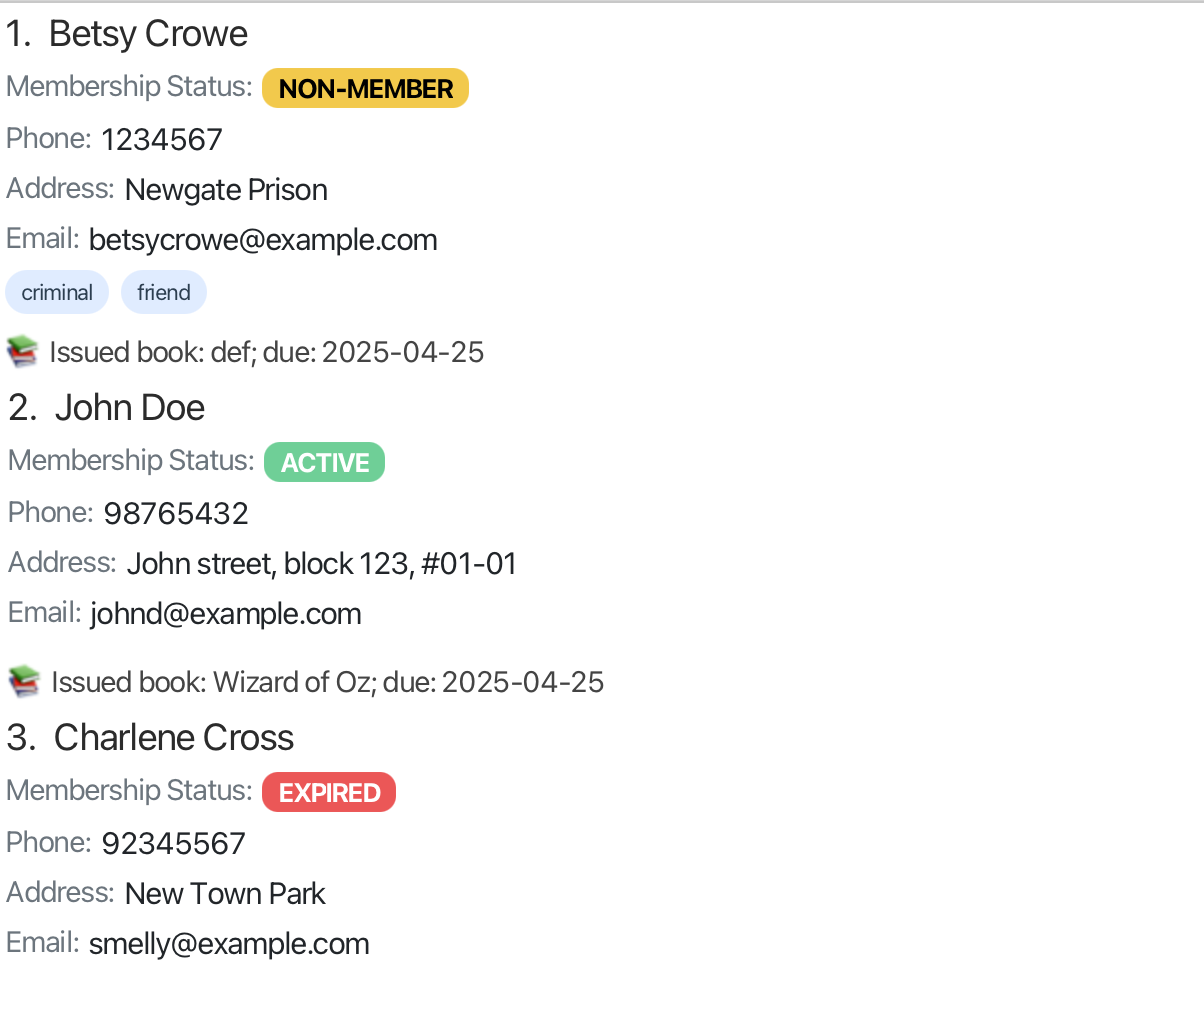 1. Betsy Crowe
Membership Status: NON-MEMBER
Phone: 1234567
Address: Newgate Prison
Email: betsycrowe@example.com
criminal friend
Issued book: def; due: 2025-04-25
2. John Doe
Membership Status: ACTIVE
Phone: 98765432
Address: John street, block 123, #01-01
Email: johnd@example.com
Issued book: Wizard of Oz; due: 2025-04-25
3. Charlene Cross
Membership Status: EXPIRED
Phone: 92345567
Address: New Town Park
Email: smelly@example.com